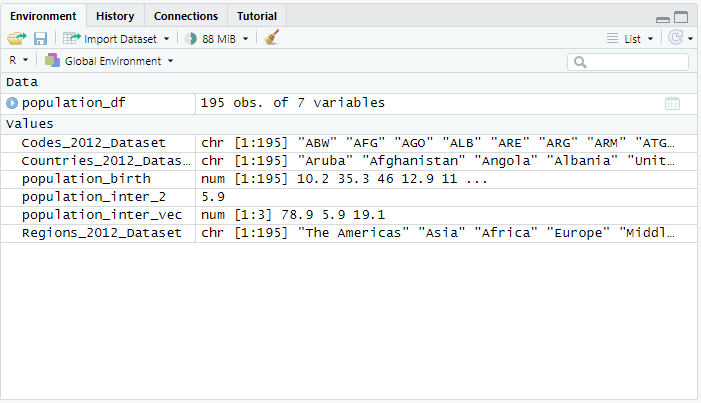 Environment History Connections Tutorial
Import Dataset 88 MiB List
R Global Environment
Data
population_df 195 obs. of 7 variables
Values
Codes_2012_Dataset chr [1:195] "ABW" "AFG" "AGO" "ALB" "ARE" "ARG" "ARM" "ATG…
Countries_2012_Datas… chr [1:195] "Aruba" "Afghanistan" "Angola" "Albania" "Unit…
population_birth num [1:195] 10.2 35.3 46 12.9 11 ...
population_inter_2 5.9
population_inter_vec num [1:3] 78.9 5.9 19.1
Regions_2012_Dataset chr [1:195] "The Americas" "Asia" "Africa" "Europe" "Middl…